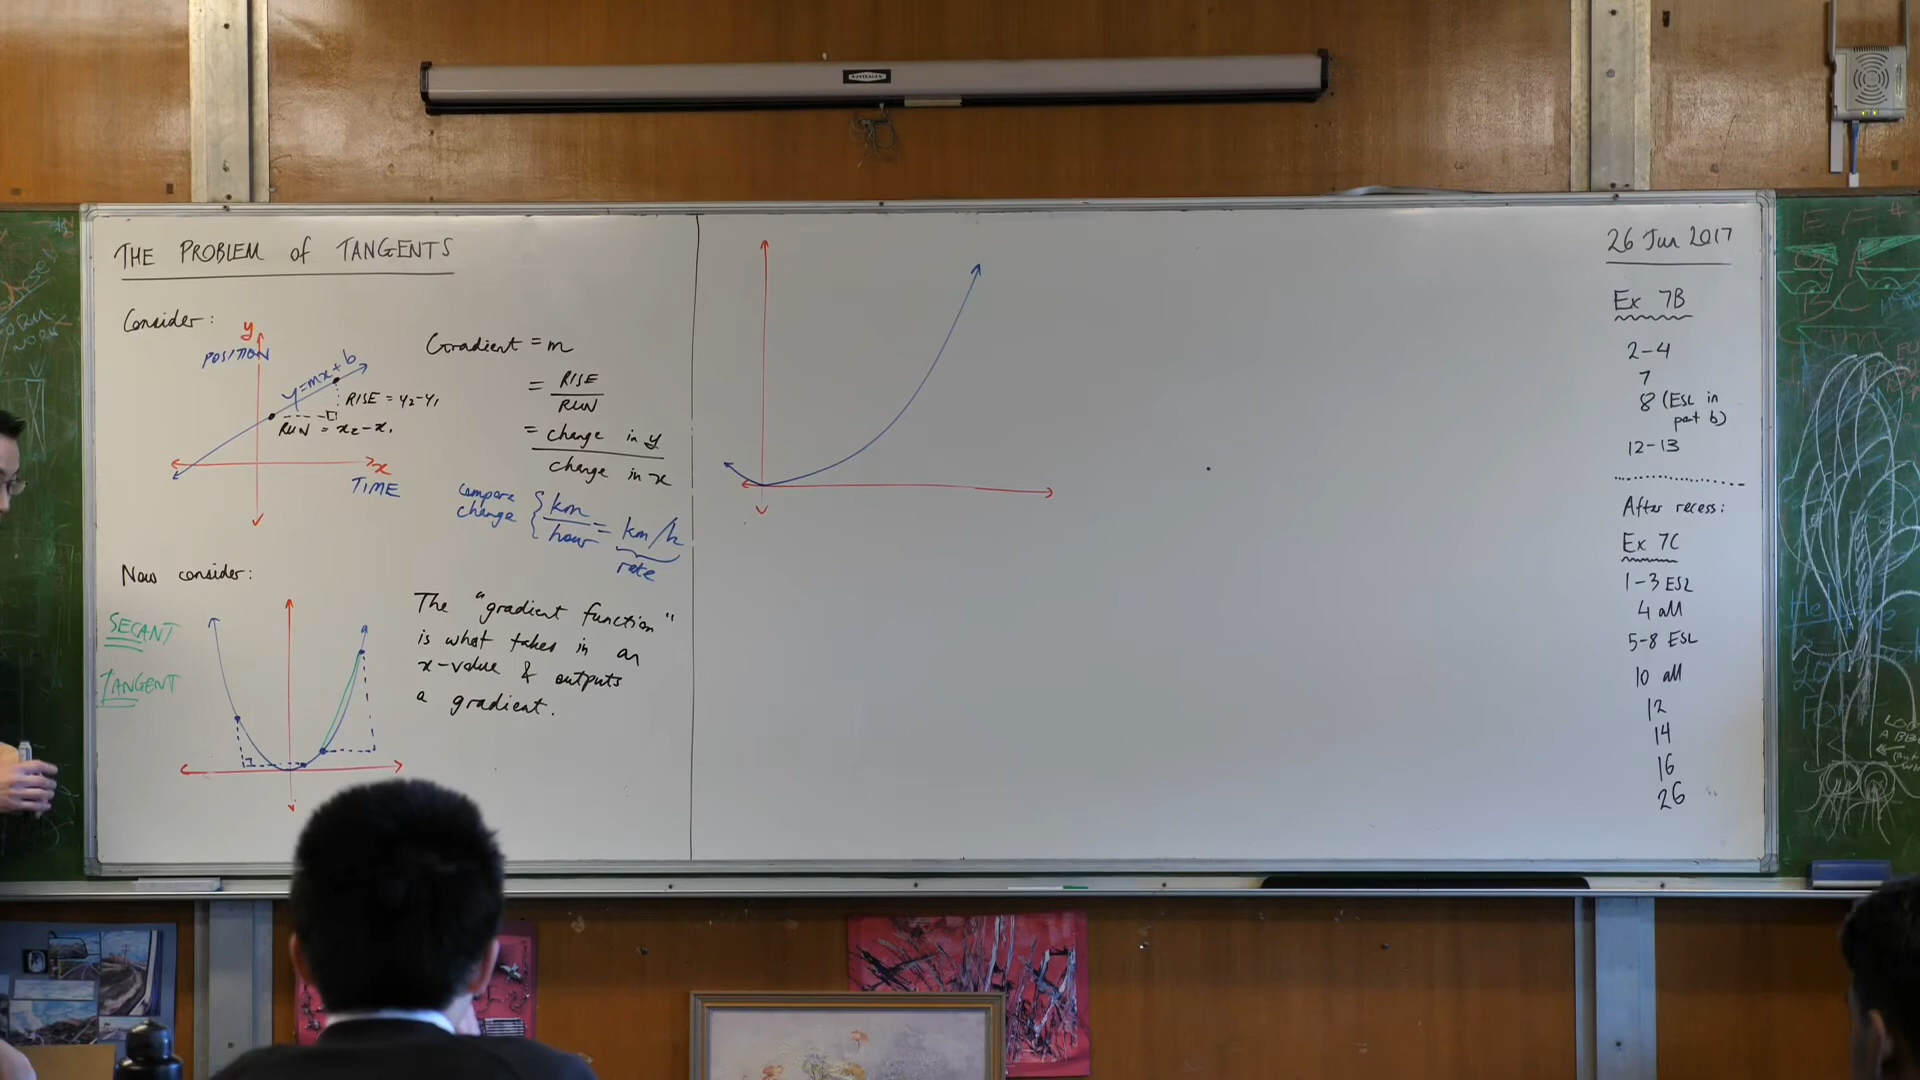 THE PROBLEM of TANGENTS
Consider:
y
POSITION
y=mx+b
RISE = y₂-y₁
RUN = x₂-x₁
x
TIME
Gradient = m
= RISE
RUN
= change in y
change in x
compare
change
km
hour
= km/h
rate
Now consider:
SECANT
TANGENT
The "gradient function"
is what takes in an
x-value & outputs
a gradient.
26 Jun 2017
Ex 7B
2-4
7
8 (ESL in
part b)
12-13
After recess:
Ex 7C
1-3 ESL
4 all
5-8 ESL
10 all
12
14
16
26